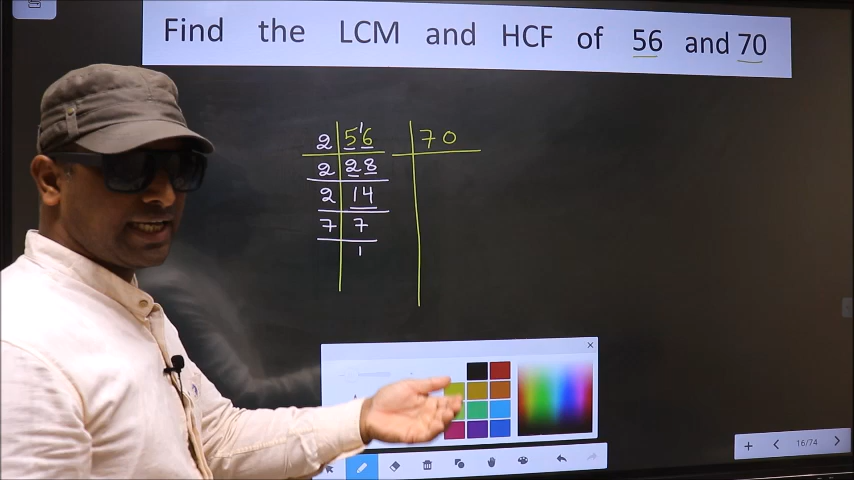 Find the LCM and HCF of 56 and 70
2 56 70
2 28
2 14
7 7
1
16/74